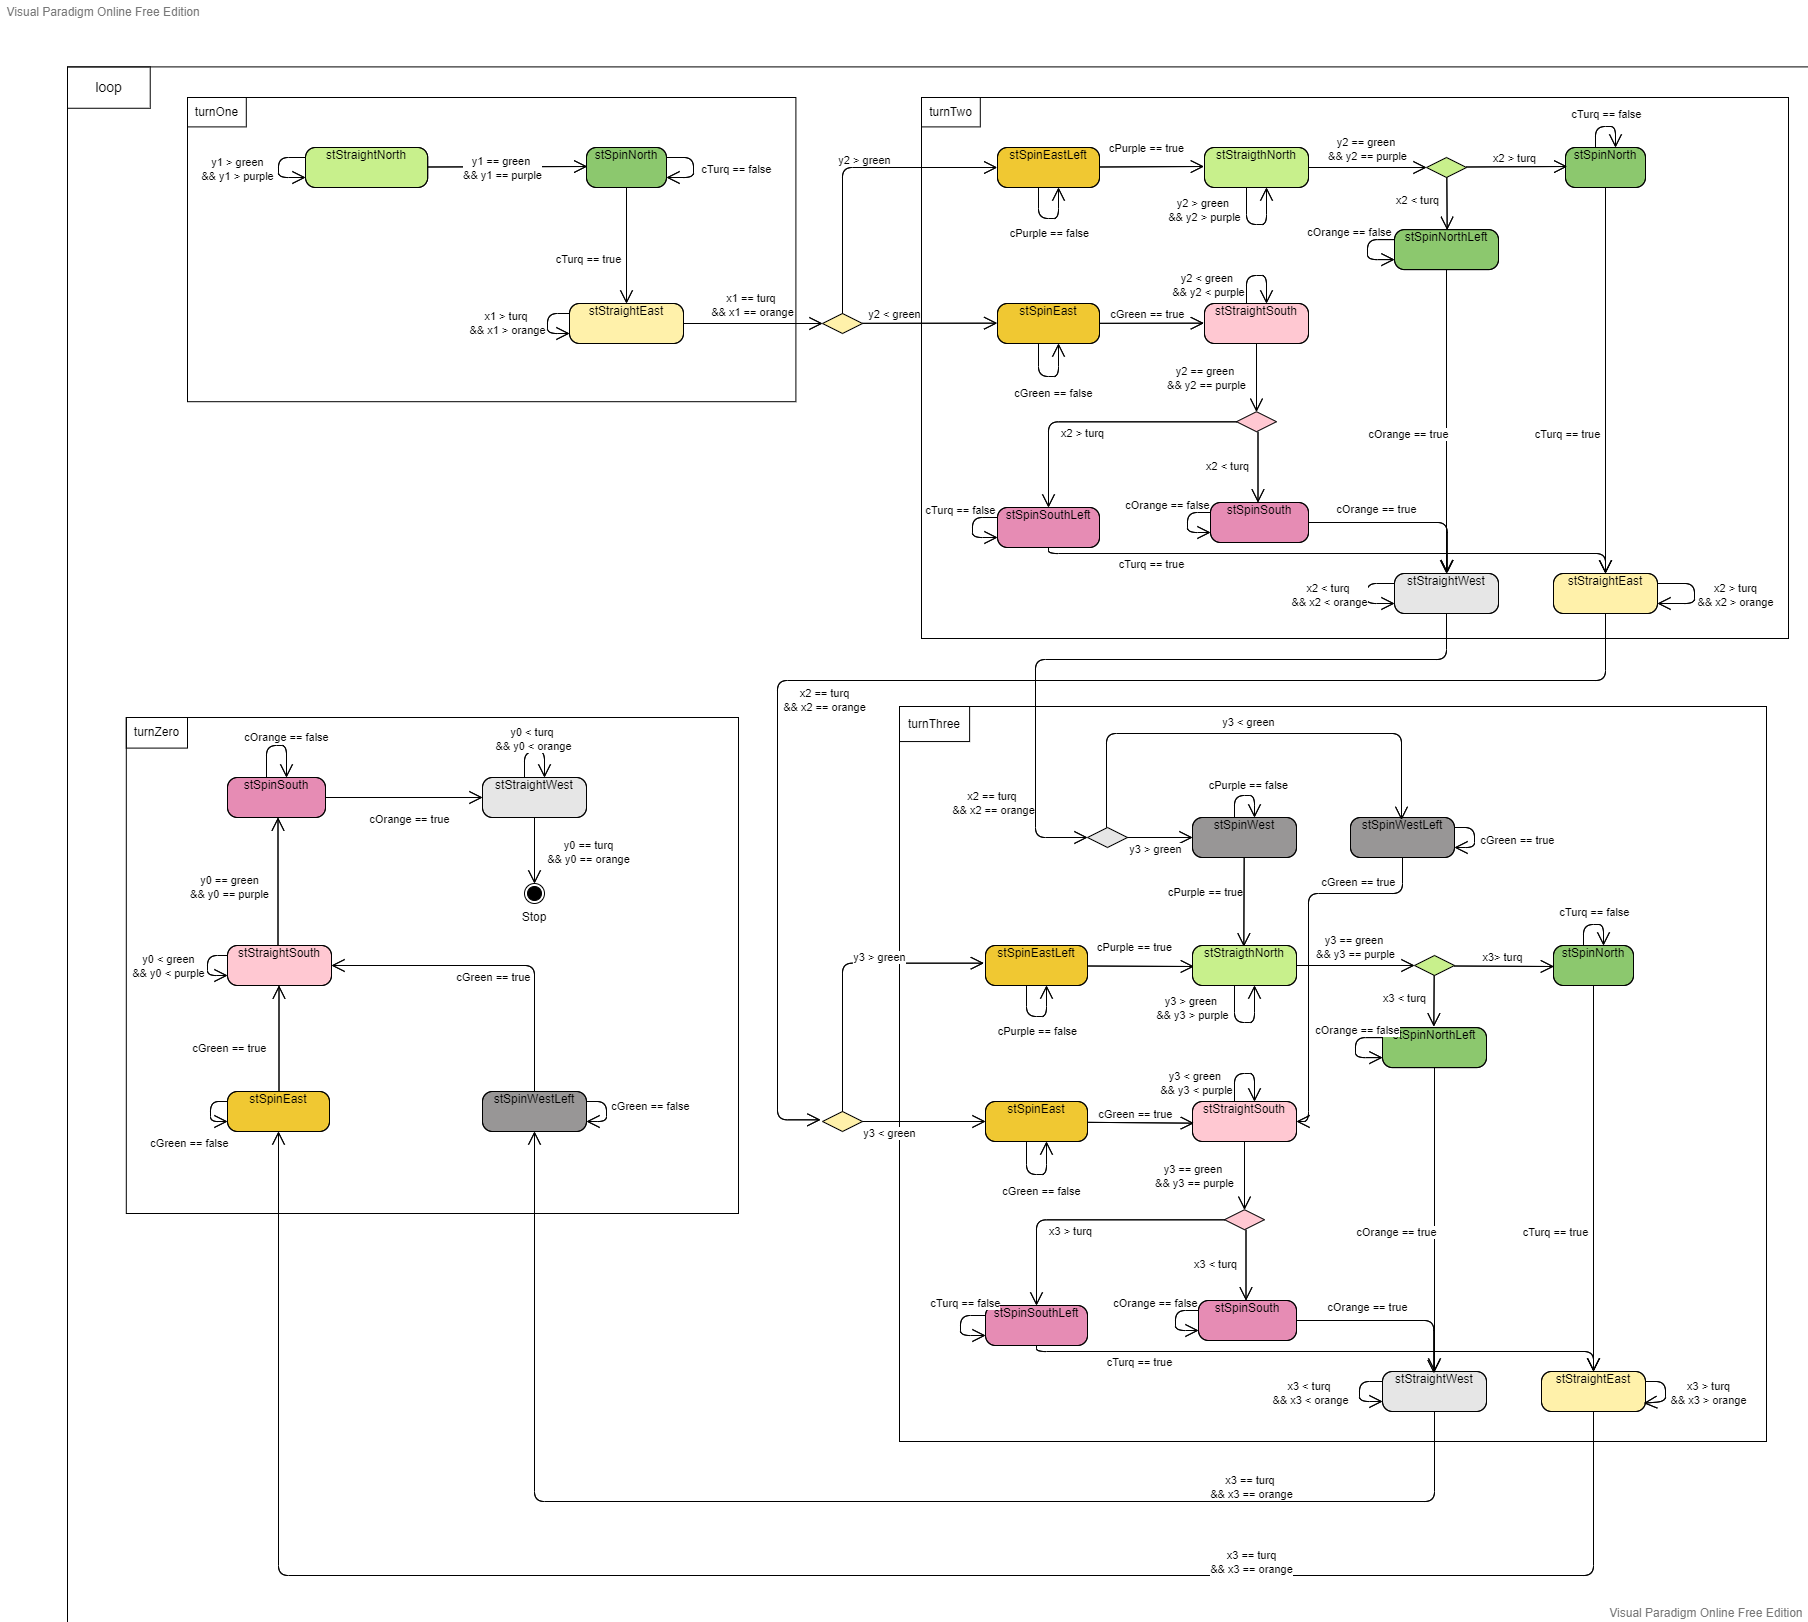 Visual Paradigm Online Free Edition
loop
turnOne
stStraightNorth
y1 > green
&& y1 > purple
y1 == green
&& y1 == purple
stSpinNorth
cTurq == false
cTurq == true
stStraightEast
x1 > turq
&& x1 > orange
x1 == turq
&& x1 == orange
y2 > green
y2 < green
turnTwo
stSpinEastLeft
cPurple == true
cPurple == false
stStraigthNorth
y2 > green
&& y2 > purple
y2 == green
&& y2 == purple
x2 > turq
x2 < turq
cTurq == false
stSpinNorth
cOrange == false
stSpinNorthLeft
stSpinEast
cGreen == true
cGreen == false
y2 < green
&& y2 < purple
stStraightSouth
y2 == green
&& y2 == purple
x2 > turq
x2 < turq
cOrange == true
cTurq == true
cTurq == false
stSpinSouthLeft
cOrange == false
stSpinSouth
cOrange == true
cTurq == true
x2 < turq
&& x2 < orange
stStraightWest
stStraightEast
x2 > turq
&& x2 > orange
x2 == turq
&& x2 == orange
turnZero
cOrange == false
stSpinSouth
cOrange == true
y0 < turq
&& y0 < orange
stStraightWest
y0 == turq
&& y0 == orange
Stop
y0 == green
&& y0 == purple
y0 < green
&& y0 < purple
stStraightSouth
cGreen == true
cGreen == true
stSpinEast
cGreen == false
stSpinWestLeft
cGreen == false
turnThree
y3 < green
x2 == turq
&& x2 == orange
y3 > green
cPurple == false
stSpinWest
stSpinWestLeft
cGreen == true
cPurple == true
cGreen == true
y3 > green
stSpinEastLeft
cPurple == true
cPurple == false
stStraigthNorth
y3 > green
&& y3 > purple
y3 == green
&& y3 == purple
x3> turq
x3 < turq
cTurq == false
stSpinNorth
cOrange == false
stSpinNorthLeft
y3 < green
stSpinEast
cGreen == true
cGreen == false
y3 < green
&& y3 < purple
stStraightSouth
y3 == green
&& y3 == purple
x3 > turq
x3 < turq
cOrange == true
cTurq == true
cTurq == false
stSpinSouthLeft
cOrange == false
stSpinSouth
cOrange == true
cTurq == true
x3 < turq
&& x3 < orange
stStraightWest
stStraightEast
x3 > turq
&& x3 > orange
x3 == turq
&& x3 == orange
x3 == turq
&& x3 == orange
Visual Paradigm Online Free Edition